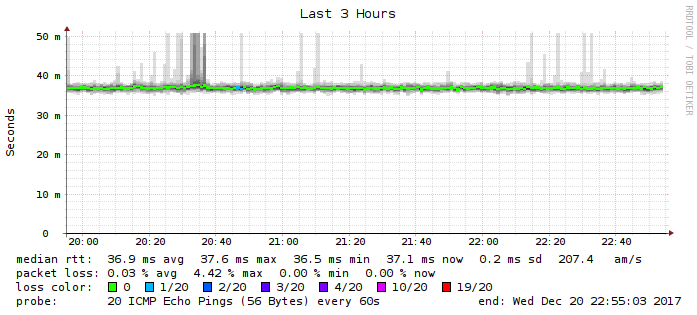 Last 3 Hours
RRDTOOL / TOBI OETIKER
Seconds
50 m
40 m
30 m
20 m
10 m
0
20:00 20:20 20:40 21:00 21:20 21:40 22:00 22:20 22:40
median rtt: 36.9 ms avg 37.6 ms max 36.5 ms min 37.1 ms now 0.2 ms sd 207.4 am/s
packet loss: 0.03 % avg 4.42 % max 0.00 % min 0.00 % now
loss color: 0 1/20 2/20 3/20 4/20 10/20 19/20
probe: 20 ICMP Echo Pings (56 Bytes) every 60s end: Wed Dec 20 22:55:03 2017